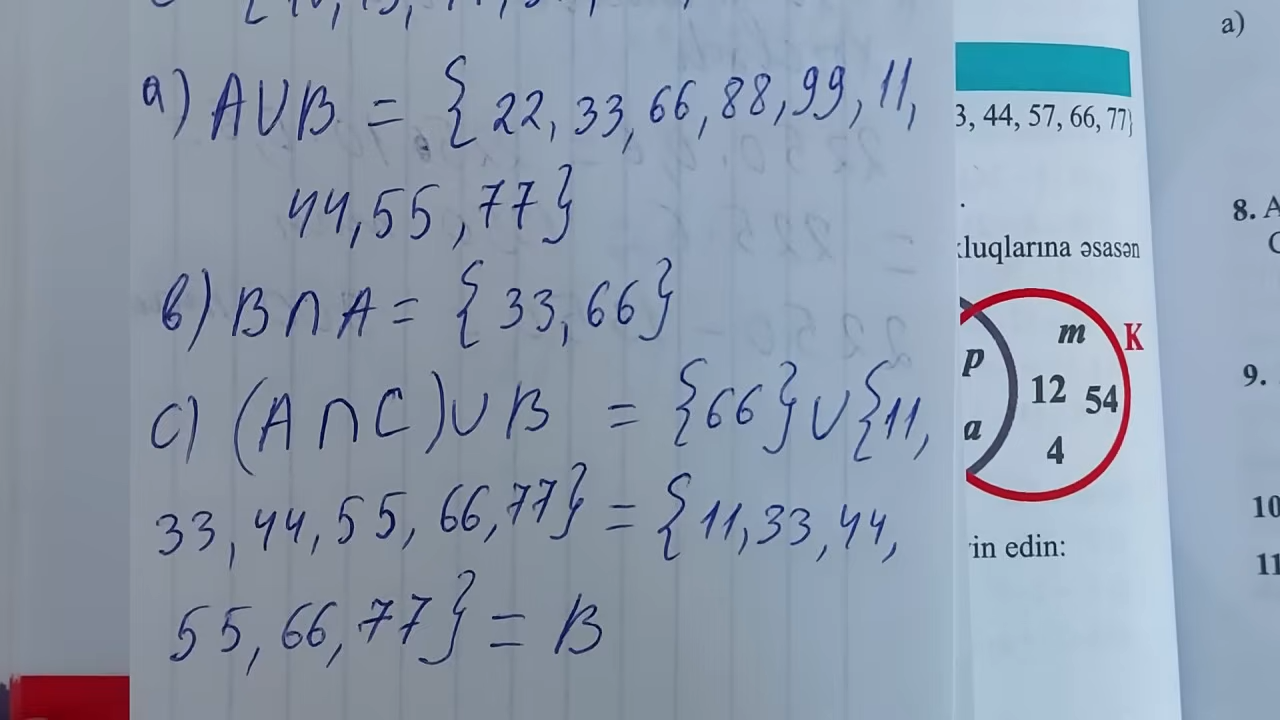 a) A∪B = {22, 33, 66, 88, 99, 11,
44, 55, 77}
b) B∩A = {33, 66}
c) (A∩C)∪B = {66}∪{11,
33, 44, 55, 66, 77} = {11, 33, 44,
55, 66, 77} = B
3, 44, 57, 66, 77}
əsasən
p
a
m
12 54
4
K
edin:
a)
8. A
9.
10
11